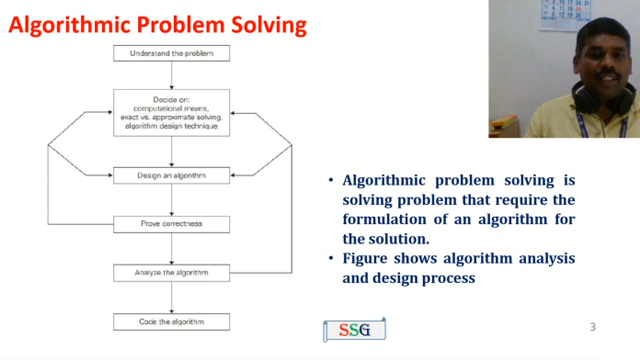 Algorithmic Problem Solving
Understand the problem
Decide on:
computational means,
exact vs. approximate solving,
algorithm design technique
Design an algorithm
Prove correctness
Analyze the algorithm
Code the algorithm
• Algorithmic problem solving is
solving problem that require the
formulation of an algorithm for
the solution.
• Figure shows algorithm analysis
and design process
SSG
3